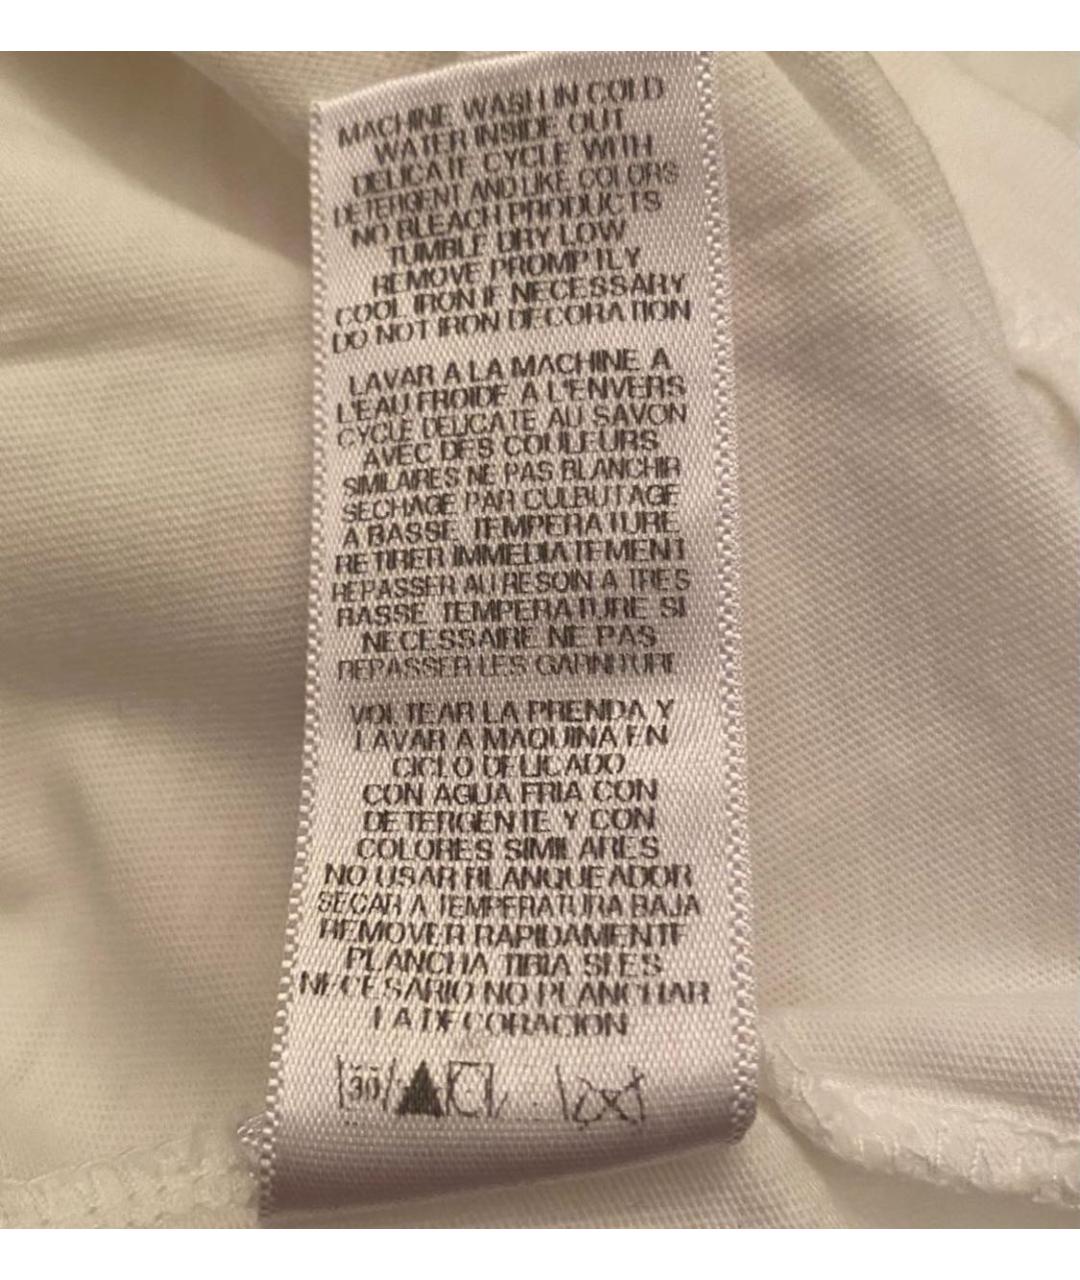 MACHINE WASH IN COLD
WATER INSIDE OUT
DELICATE CYCLE WITH
DETERGENT AND LIKE COLORS
NO BLEACH PRODUCTS
TUMBLE DRY LOW
REMOVE PROMPTLY
COOL IRON IF NECESSARY
DO NOT IRON DECORATION
LAVAR A LA MACHINE A
L'EAU FROIDE A L'ENVERS
CYCLE DELICATE AU SAVON
AVEC DES COULEURS
SIMILAIRES NE PAS BLANCHIR
SECHAGE PAR CULBUTAGE
A BASSE TEMPERATURE
RETIRER IMMEDIATEMENT
REPASSER AU BESOIN A TRES
BASSE TEMPERATURE SI
NECESSAIRE NE PAS
REPASSER LES GARNITURE
VOLTEAR LA PRENDA Y
LAVAR A MAQUINA EN
CICLO DELICADO
CON AGUA FRIA CON
DETERGENTE Y CON
COLORES SIMILARES
NO USAR BLANQUEADOR
SECAR A TEMPERATURA BAJA
REMOVER RAPIDAMENTE
PLANCHA TIBIA SI ES
NECESARIO NO PLANCHAR
LA DECORACION
30